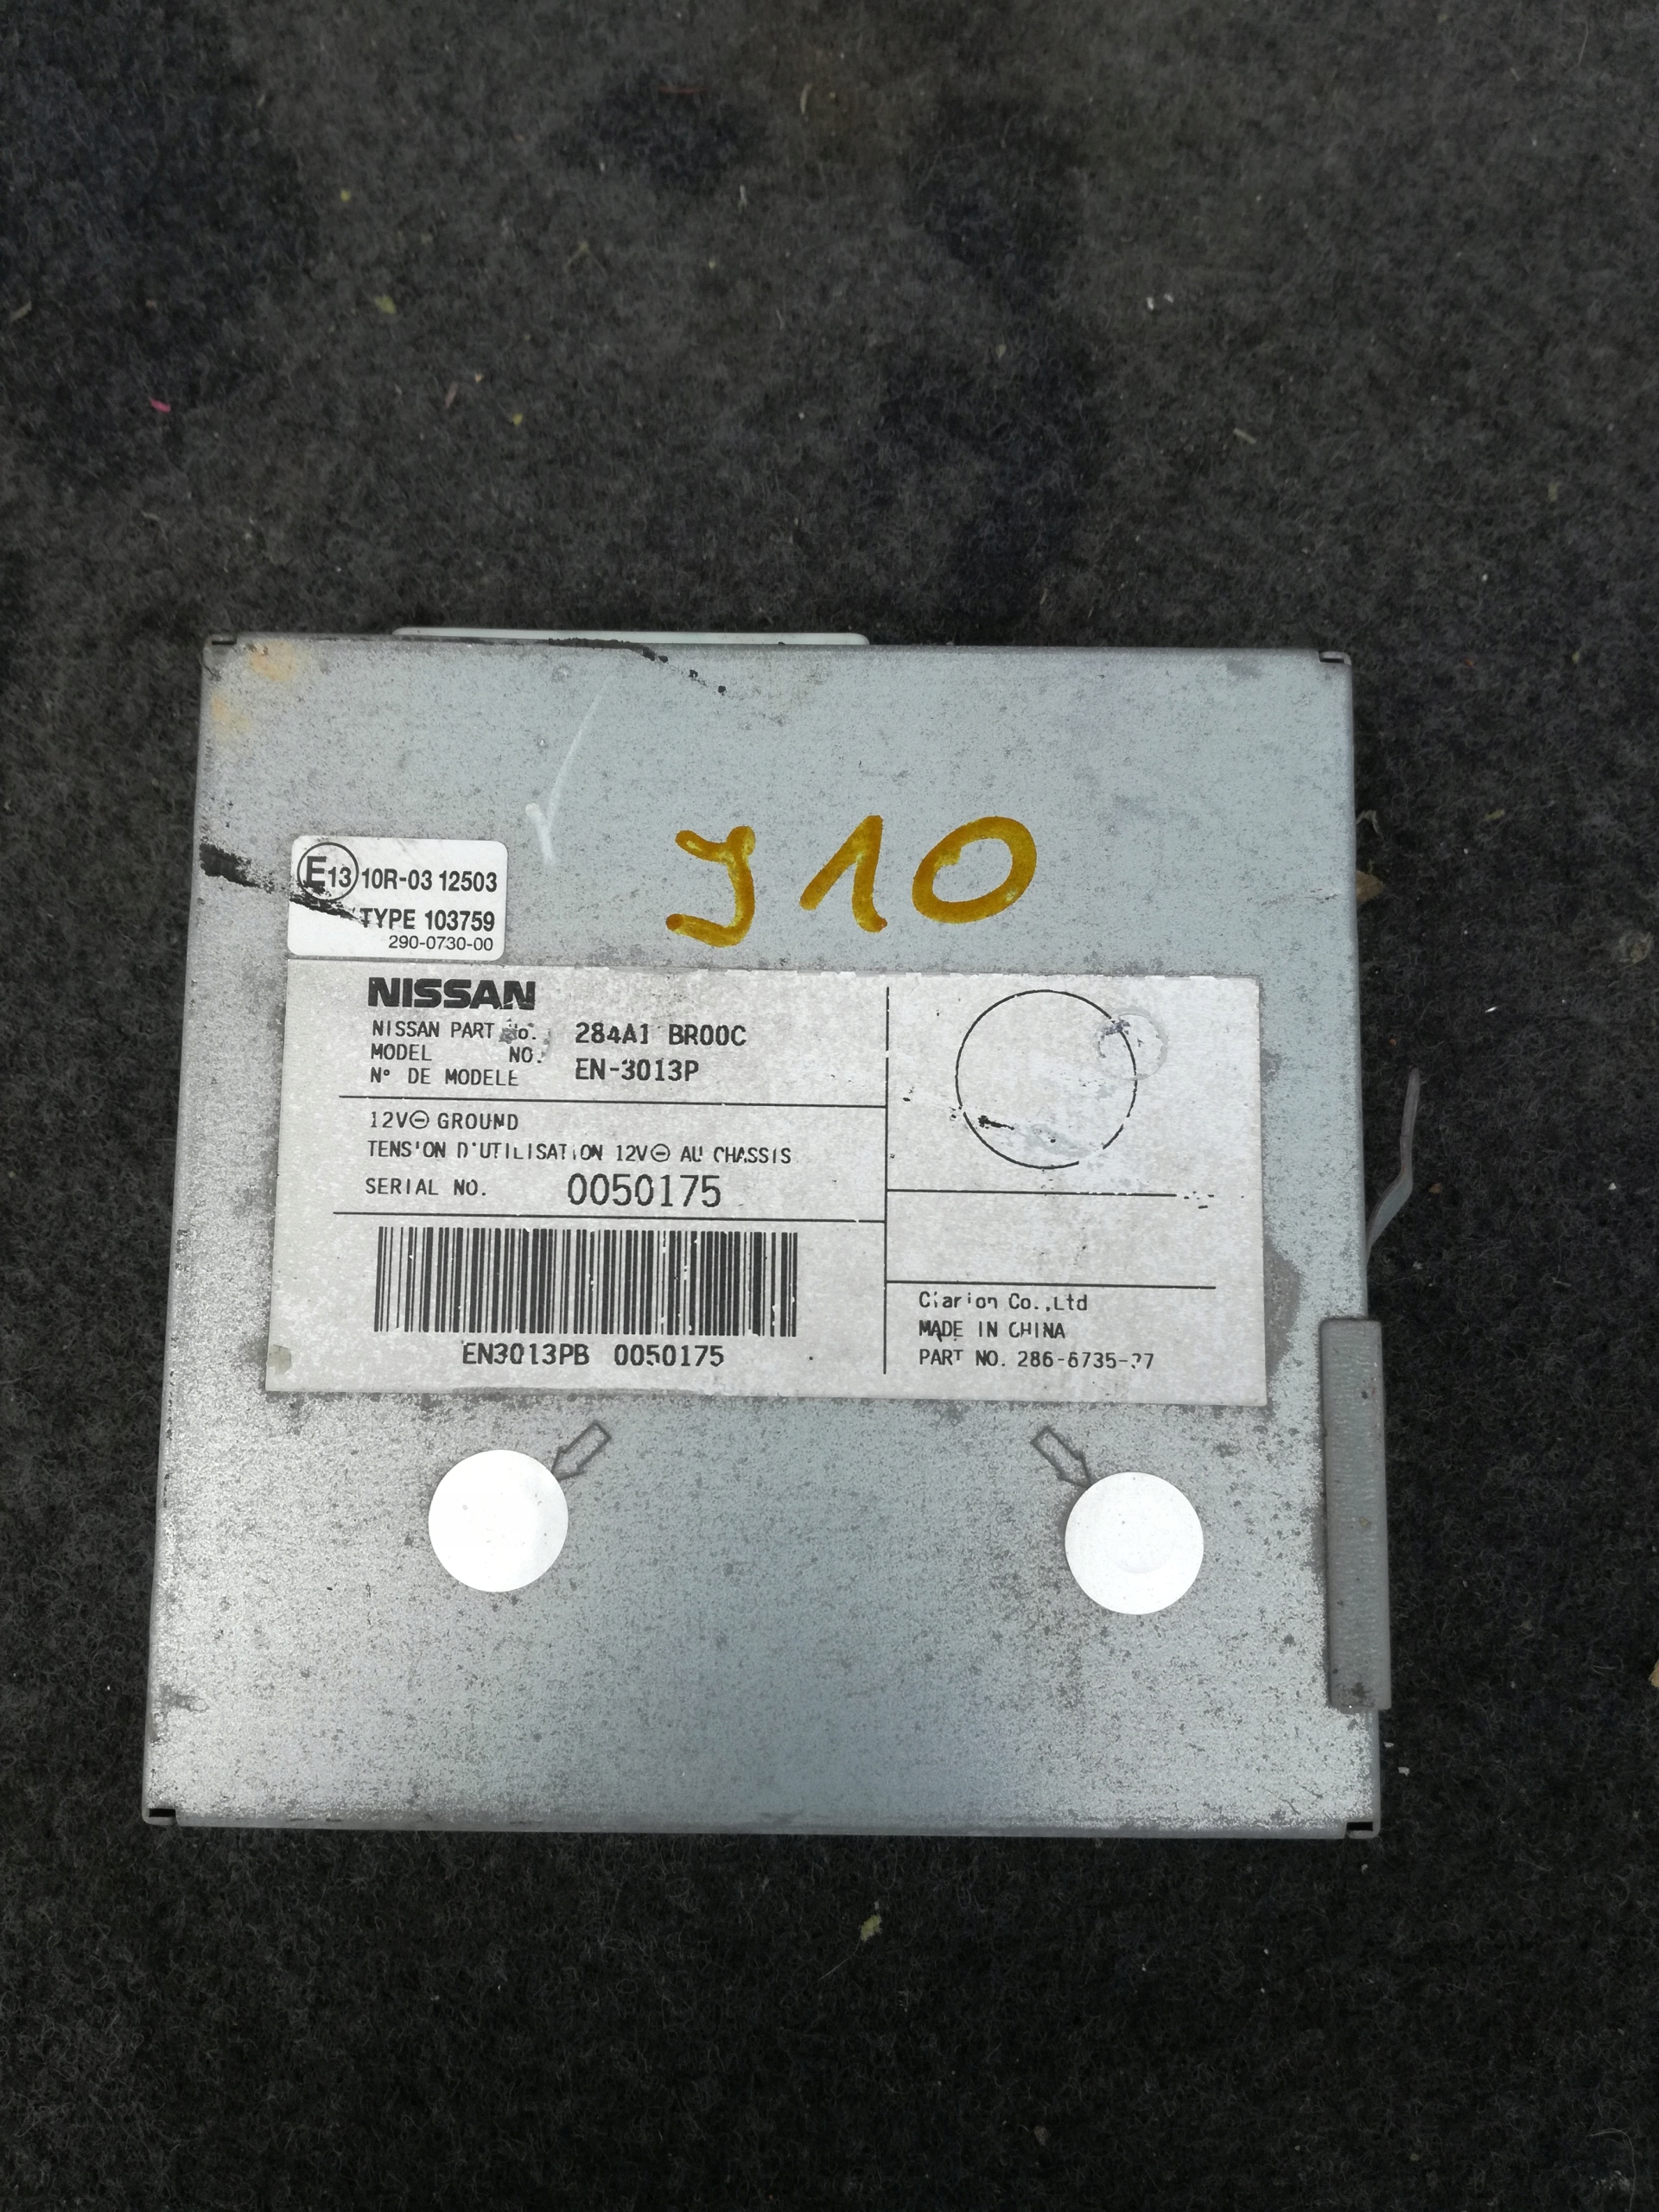 J10
E13 10R-03 12503
TYPE 103759
290-0730-00
NISSAN
NISSAN PART No. 284A1 BR00C
MODEL NO. EN-3013P
N° DE MODELE
12V⊖ GROUND
TENSION D'UTILISATION 12V⊖ AU CHASSIS
SERIAL NO. 0050175
EN3013PB 0050175
Clarion Co.,Ltd
MADE IN CHINA
PART NO.